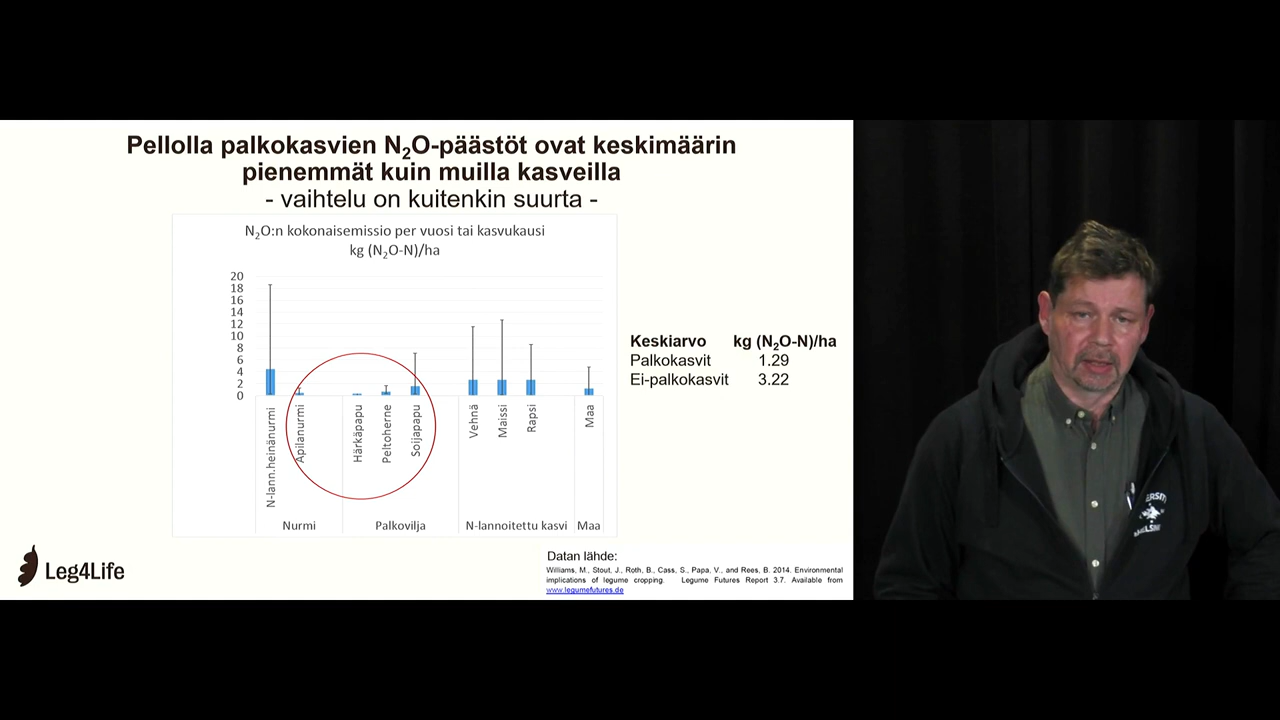 Pellolla palkokasvien N₂O-päästöt ovat keskimäärin
pienemmät kuin muilla kasveilla
- vaihtelu on kuitenkin suurta -
N₂O:n kokonaisemissio per vuosi tai kasvukausi
kg (N₂O-N)/ha
20
18
16
14
12
10
8
6
4
2
0
N-lann.heinänurmi
Apilanurmi
Härkäpapu
Peltoherne
Soijapapu
Vehnä
Maissi
Rapsi
Maa
Nurmi
Palkovilja
N-lannoitettu kasvi
Maa
Keskiarvo kg (N₂O-N)/ha
Palkokasvit 1.29
Ei-palkokasvit 3.22
Leg4Life
Datan lähde:
Williams, M., Stout, J., Roth, B., Cass, S., Papa, V., and Rees, B. 2014. Environmental
implications of legume cropping. Legume Futures Report 3.7. Available from
www.legumefutures.de